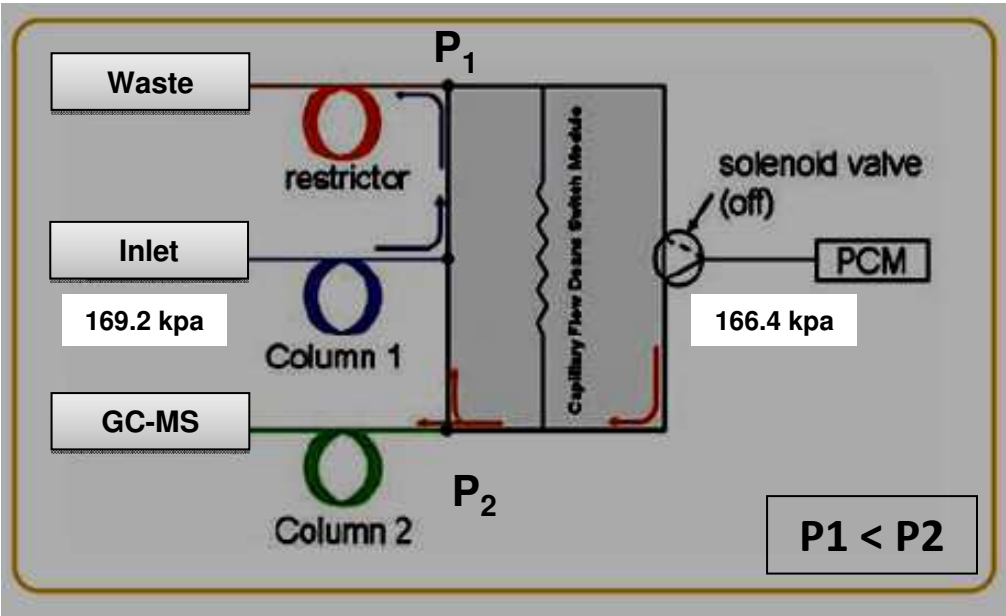 P1
Waste
restrictor
solenoid valve
(off)
Inlet
PCM
169.2 kpa
166.4 kpa
Column 1
Capillary Flow Deans Switch Module
GC-MS
P2
Column 2
P1 < P2